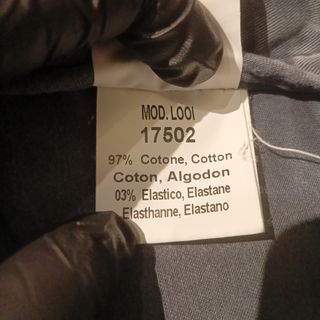 MOD. LOOI
17502
97% Cotone, Cotton
Coton, Algodon
03% Elastico, Elastane
Elasthanne, Elastano